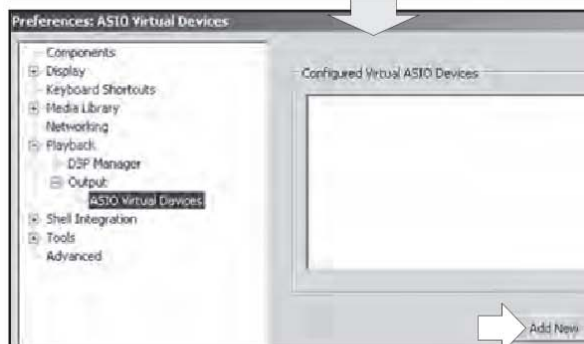 Preferences: ASIO Virtual Devices
Components
Display
Keyboard Shortcuts
Media Library
Networking
Playback
DSP Manager
Output
ASIO Virtual Devices
Shell Integration
Tools
Advanced
Configured Virtual ASIO Devices
Add New